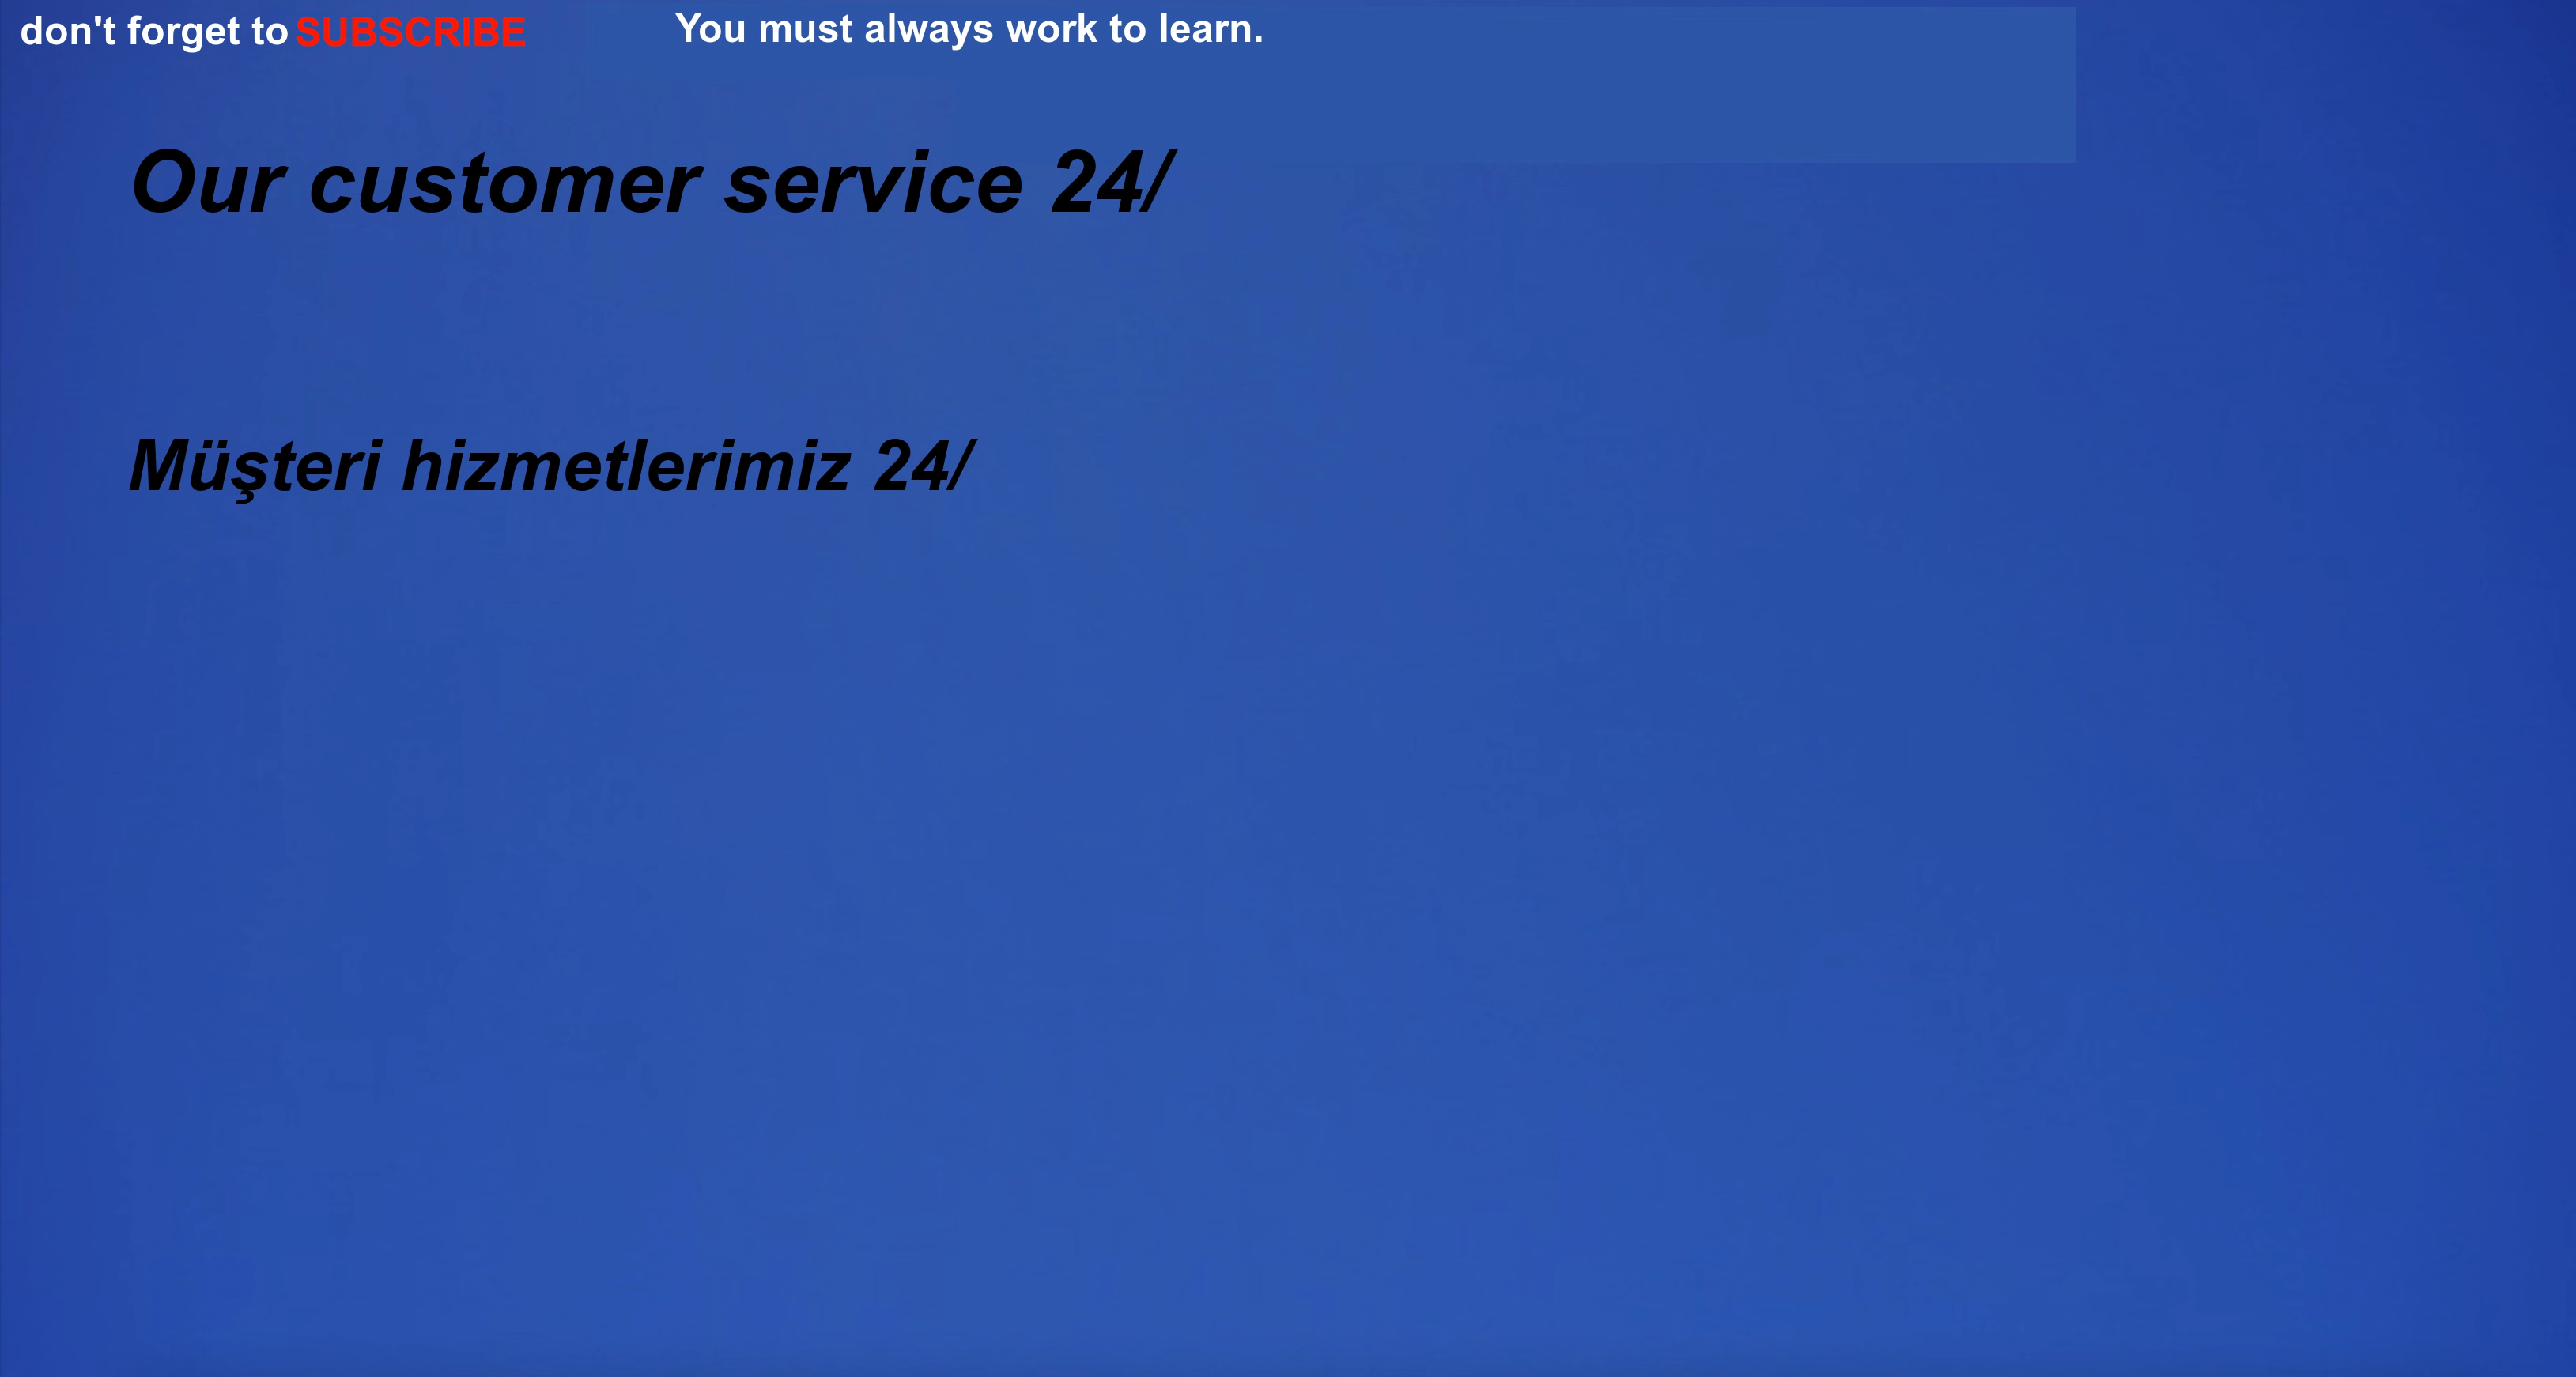 don't forget to SUBSCRIBE You must always work to learn.
Our customer service 24/
Müşteri hizmetlerimiz 24/